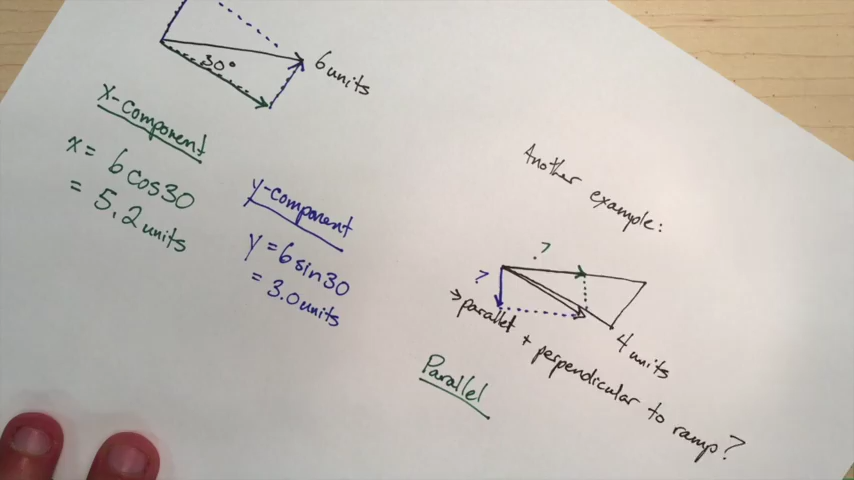 30°
6 units
X-Component
x = 6 cos 30
= 5.2 units
y-component
y = 6 sin 30
= 3.0 units
Another example:
?
?
4 units
→ parallel + perpendicular to ramp?
Parallel